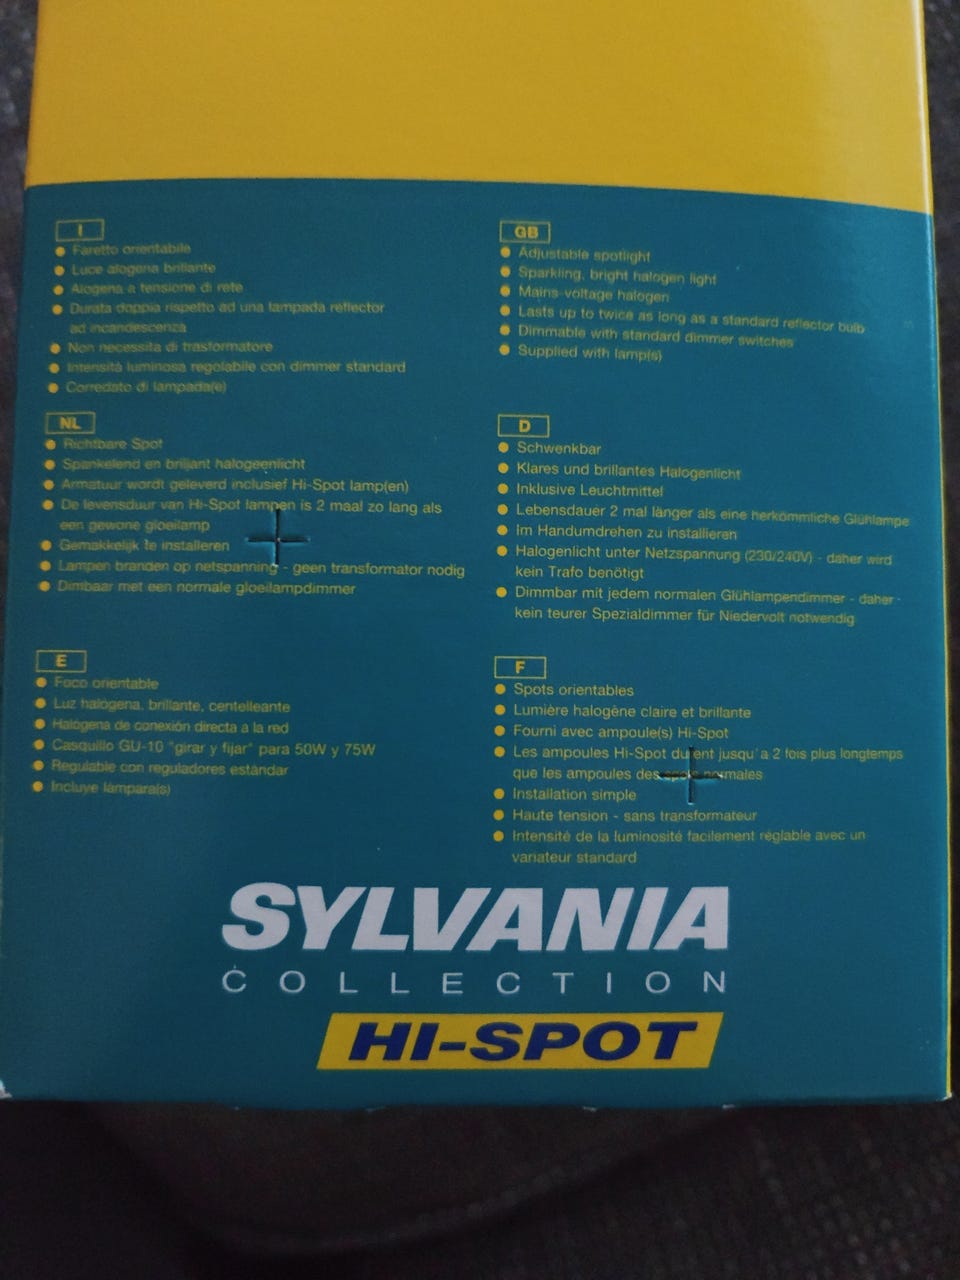 I
Faretto orientabile
Luce alogena brillante
Alogena a tensione di rete
Durata doppia rispetto ad una lampada reflector
ad incandescenza
Non necessita di trasformatore
Intensità luminosa regolabile con dimmer standard
Corredato di lampada(e)
NL
Richtbare Spot
Spankelend en briljant halogeenlicht
Armatuur wordt geleverd inclusief Hi-Spot lamp(en)
De levensduur van Hi-Spot lampen is 2 maal zo lang als
een gewone gloeilamp
Gemakkelijk te installeren
Lampen branden op netspanning - geen transformator nodig
Dimbaar met een normale gloeilampdimmer
E
Foco orientable
Luz halógena, brillante, centelleante
Halógena de conexión directa a la red
Casquillo GU-10 "girar y fijar" para 50W y 75W
Regulable con reguladores estándar
Incluye lámpara(s)
GB
Adjustable spotlight
Sparkling, bright halogen light
Mains voltage halogen
Lasts up to twice as long as a standard reflector bulb
Dimmable with standard dimmer switches
Supplied with lamp(s)
D
Schwenkbar
Klares und brillantes Halogenlicht
Inklusive Leuchtmittel
Lebensdauer 2 mal länger als eine herkömmliche Glühlampe
Im Handumdrehen zu installieren
Halogenlicht unter Netzspannung (230/240V) - daher wird
kein Trafo benötigt
Dimmbar mit jedem normalen Glühlampendimmer - daher -
kein teurer Spezialdimmer für Niedervolt notwendig
F
Spots orientables
Lumière halogène claire et brillante
Fourni avec ampoule(s) Hi-Spot
Les ampoules Hi-Spot durent jusqu'a 2 fois plus longtemps
que les ampoules des spots normales
Installation simple
Haute tension - sans transformateur
Intensité de la luminosité facilement réglable avec un
variateur standard
SYLVANIA
COLLECTION
HI-SPOT